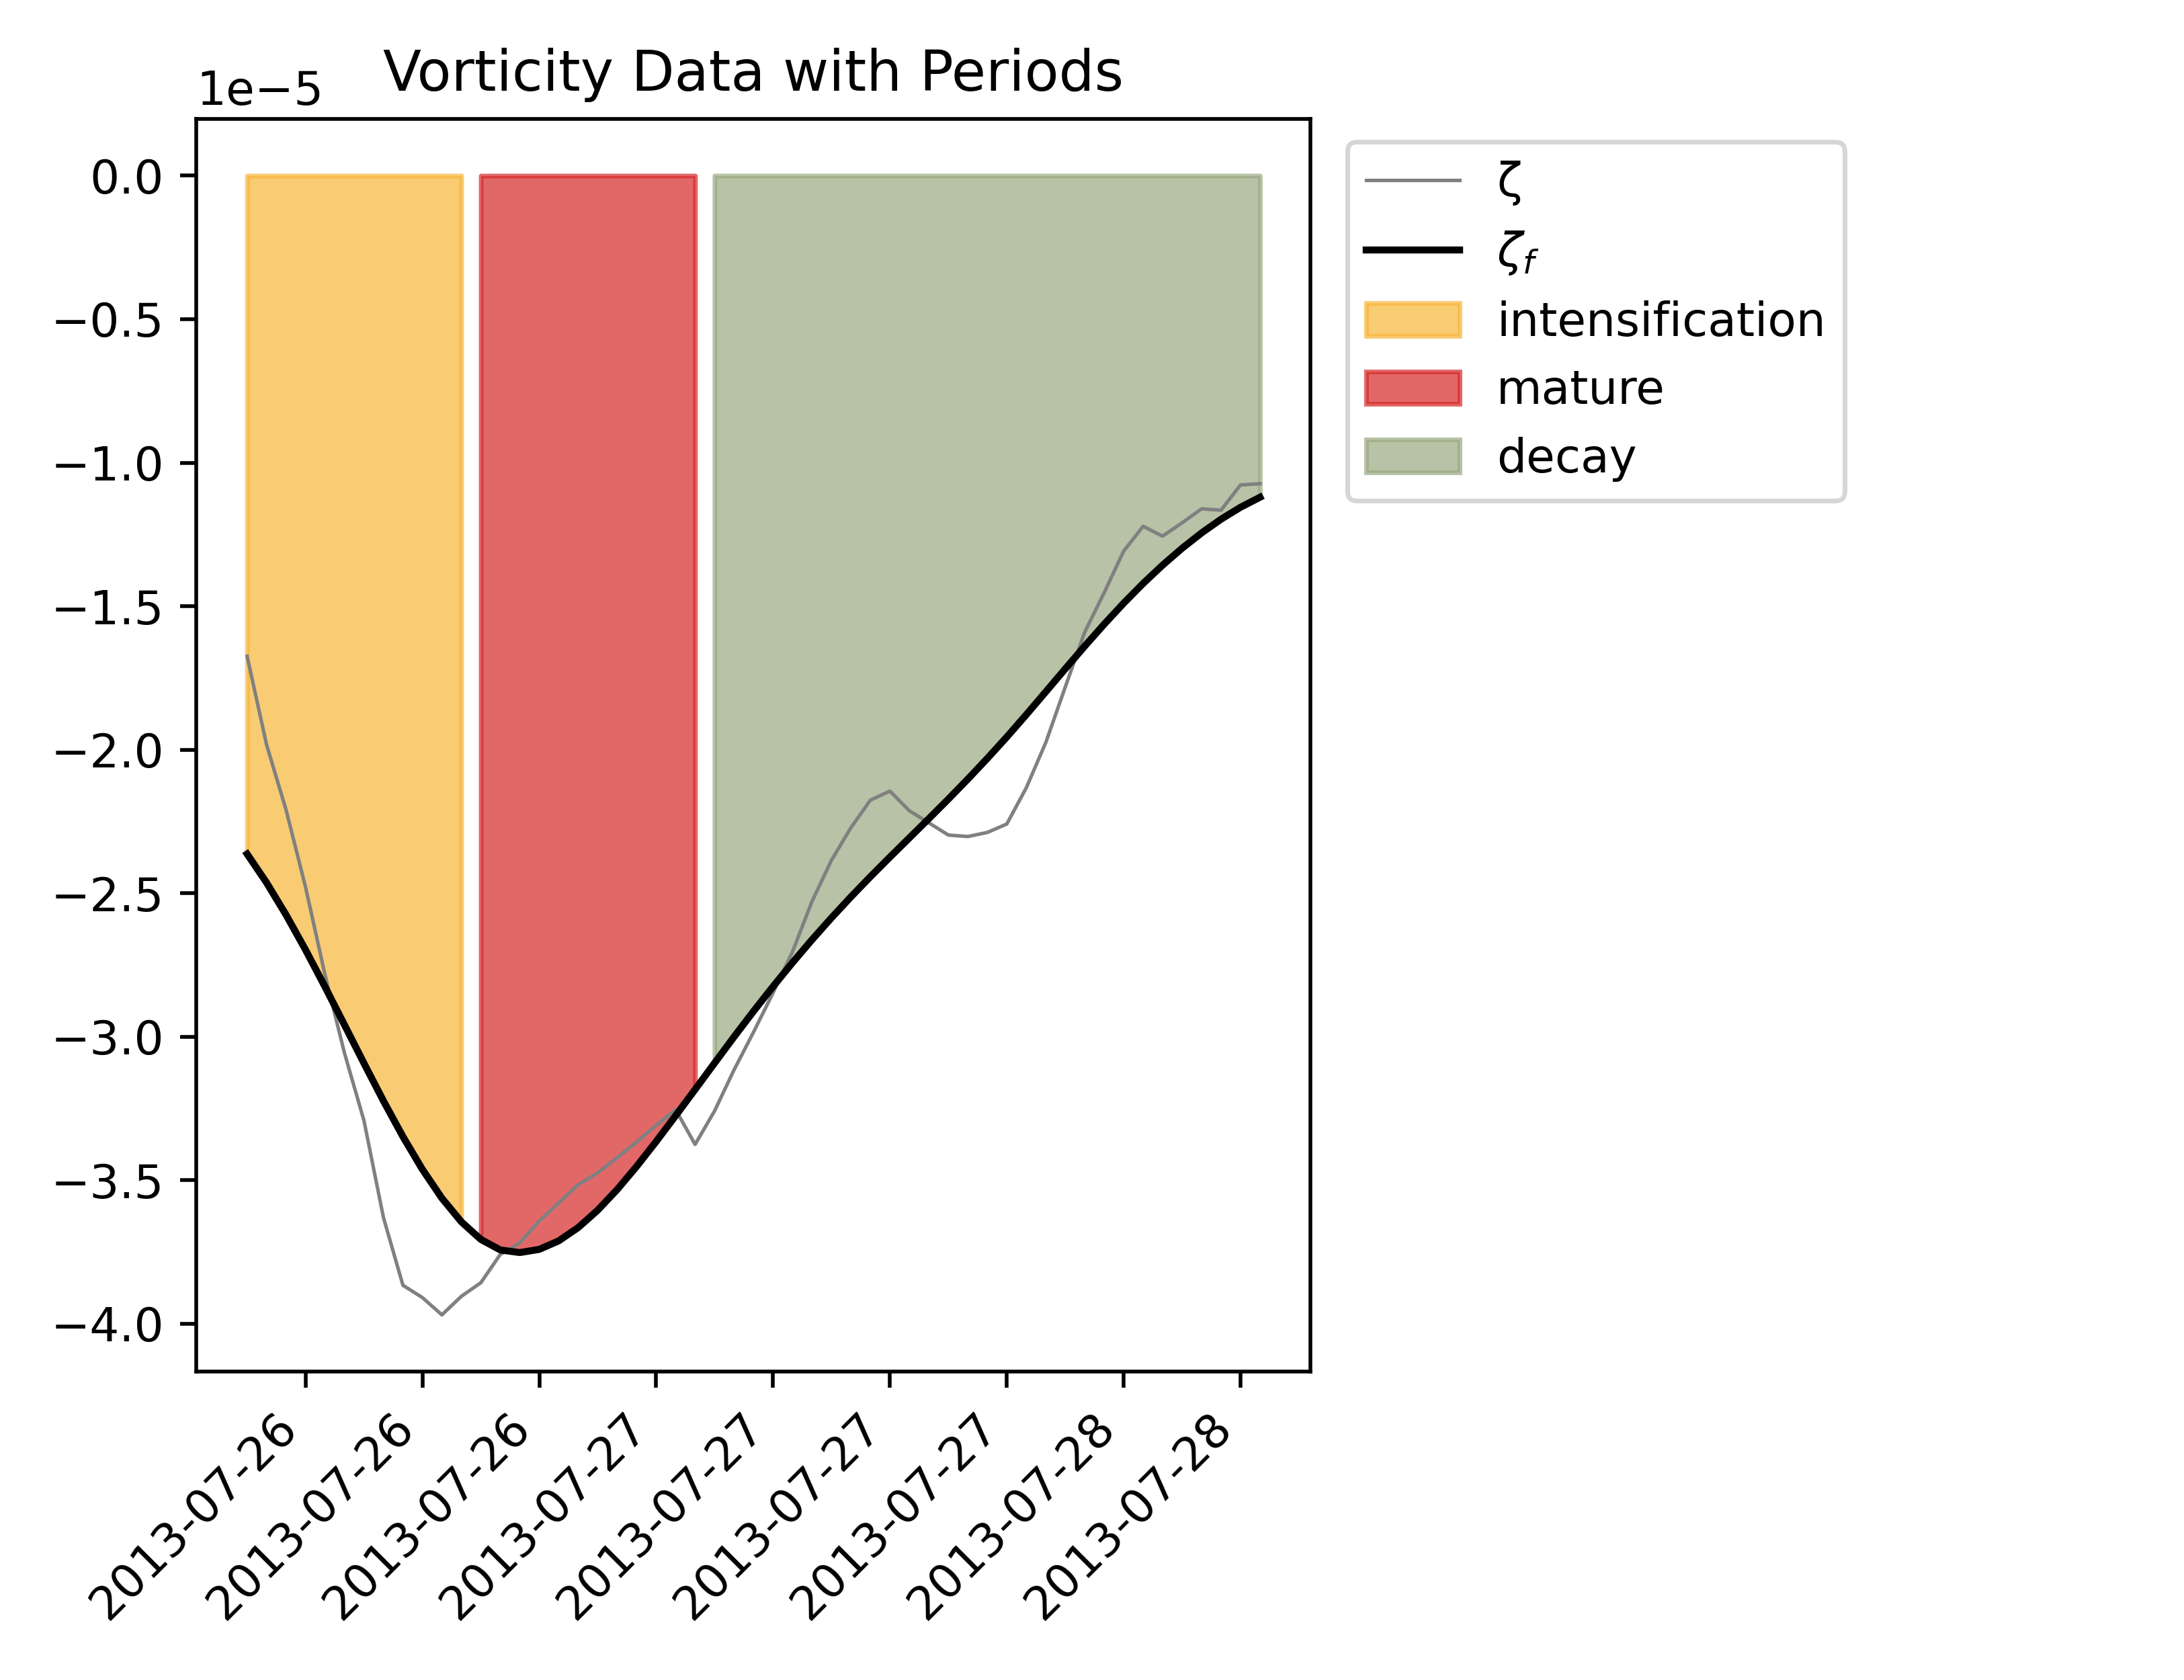 Vorticity Data with Periods
1e−5
0.0
−0.5
−1.0
−1.5
−2.0
−2.5
−3.0
−3.5
−4.0
2013-07-26
2013-07-26
2013-07-26
2013-07-27
2013-07-27
2013-07-27
2013-07-27
2013-07-28
2013-07-28
ζ
ζf
intensification
mature
decay